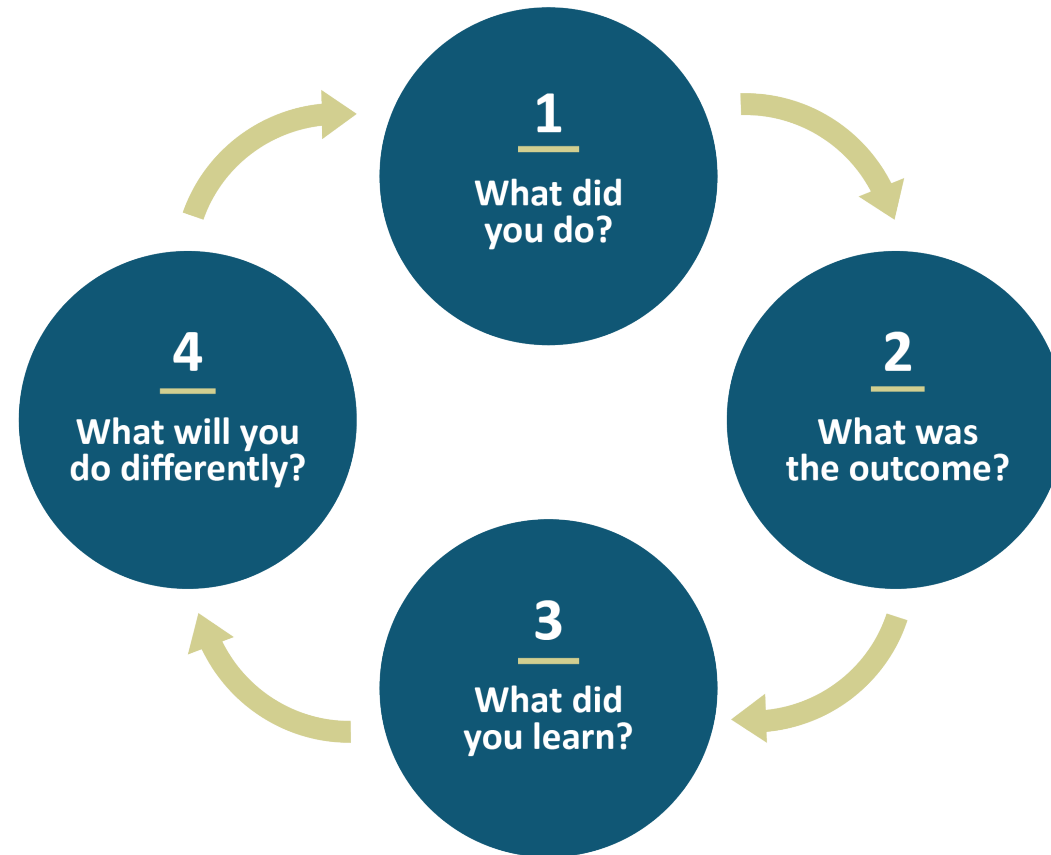 1
What did
you do?
2
What was
the outcome?
3
What did
you learn?
4
What will you
do differently?